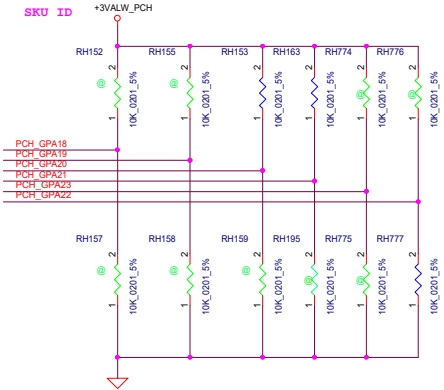 SKU ID
+3VALW_PCH
RH152 RH155 RH153 RH163 RH774 RH776
2 2 2 2 2 2
@ @ @ @
10K_0201_5% 10K_0201_5% 10K_0201_5% 10K_0201_5% 10K_0201_5% 10K_0201_5%
1 1 1 1 1 1
PCH_GPA18
PCH_GPA19
PCH_GPA20
PCH_GPA21
PCH_GPA23
PCH_GPA22
RH157 RH158 RH159 RH195 RH775 RH777
2 2 2 2 2 2
@ @ @ @ @
10K_0201_5% 10K_0201_5% 10K_0201_5% 10K_0201_5% 10K_0201_5% 10K_0201_5%
1 1 1 1 1 1